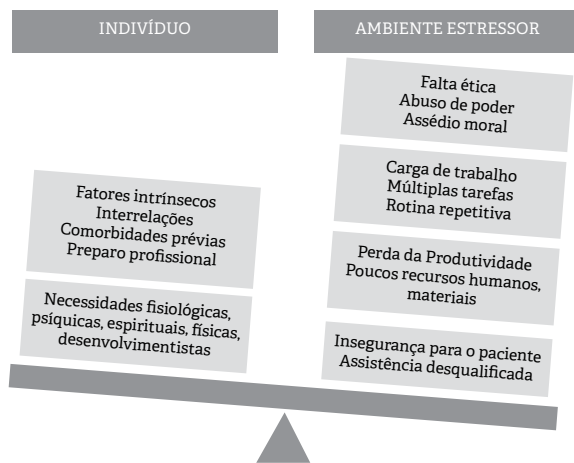 INDIVÍDUO
Fatores intrínsecos
Interrelações
Comorbidades prévias
Preparo profissional
Necessidades fisiológicas,
psíquicas, espirituais, físicas,
desenvolvimentistas
AMBIENTE ESTRESSOR
Falta ética
Abuso de poder
Assédio moral
Carga de trabalho
Múltiplas tarefas
Rotina repetitiva
Perda da Produtividade
Poucos recursos humanos,
materiais
Insegurança para o paciente
Assistência desqualificada